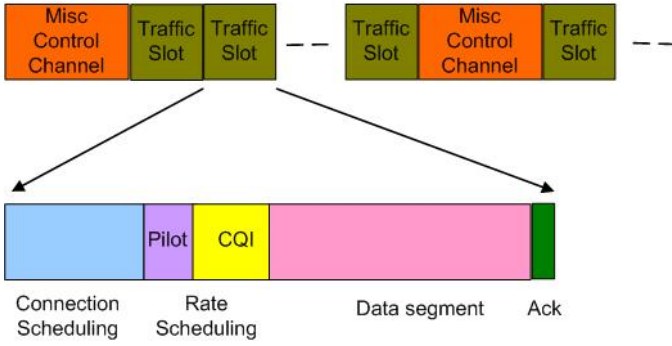 Misc
Control
Channel
Traffic
Slot
Traffic
Slot
Traffic
Slot
Misc
Control
Channel
Traffic
Slot
Pilot
CQI
Connection
Scheduling
Rate
Scheduling
Data segment
Ack